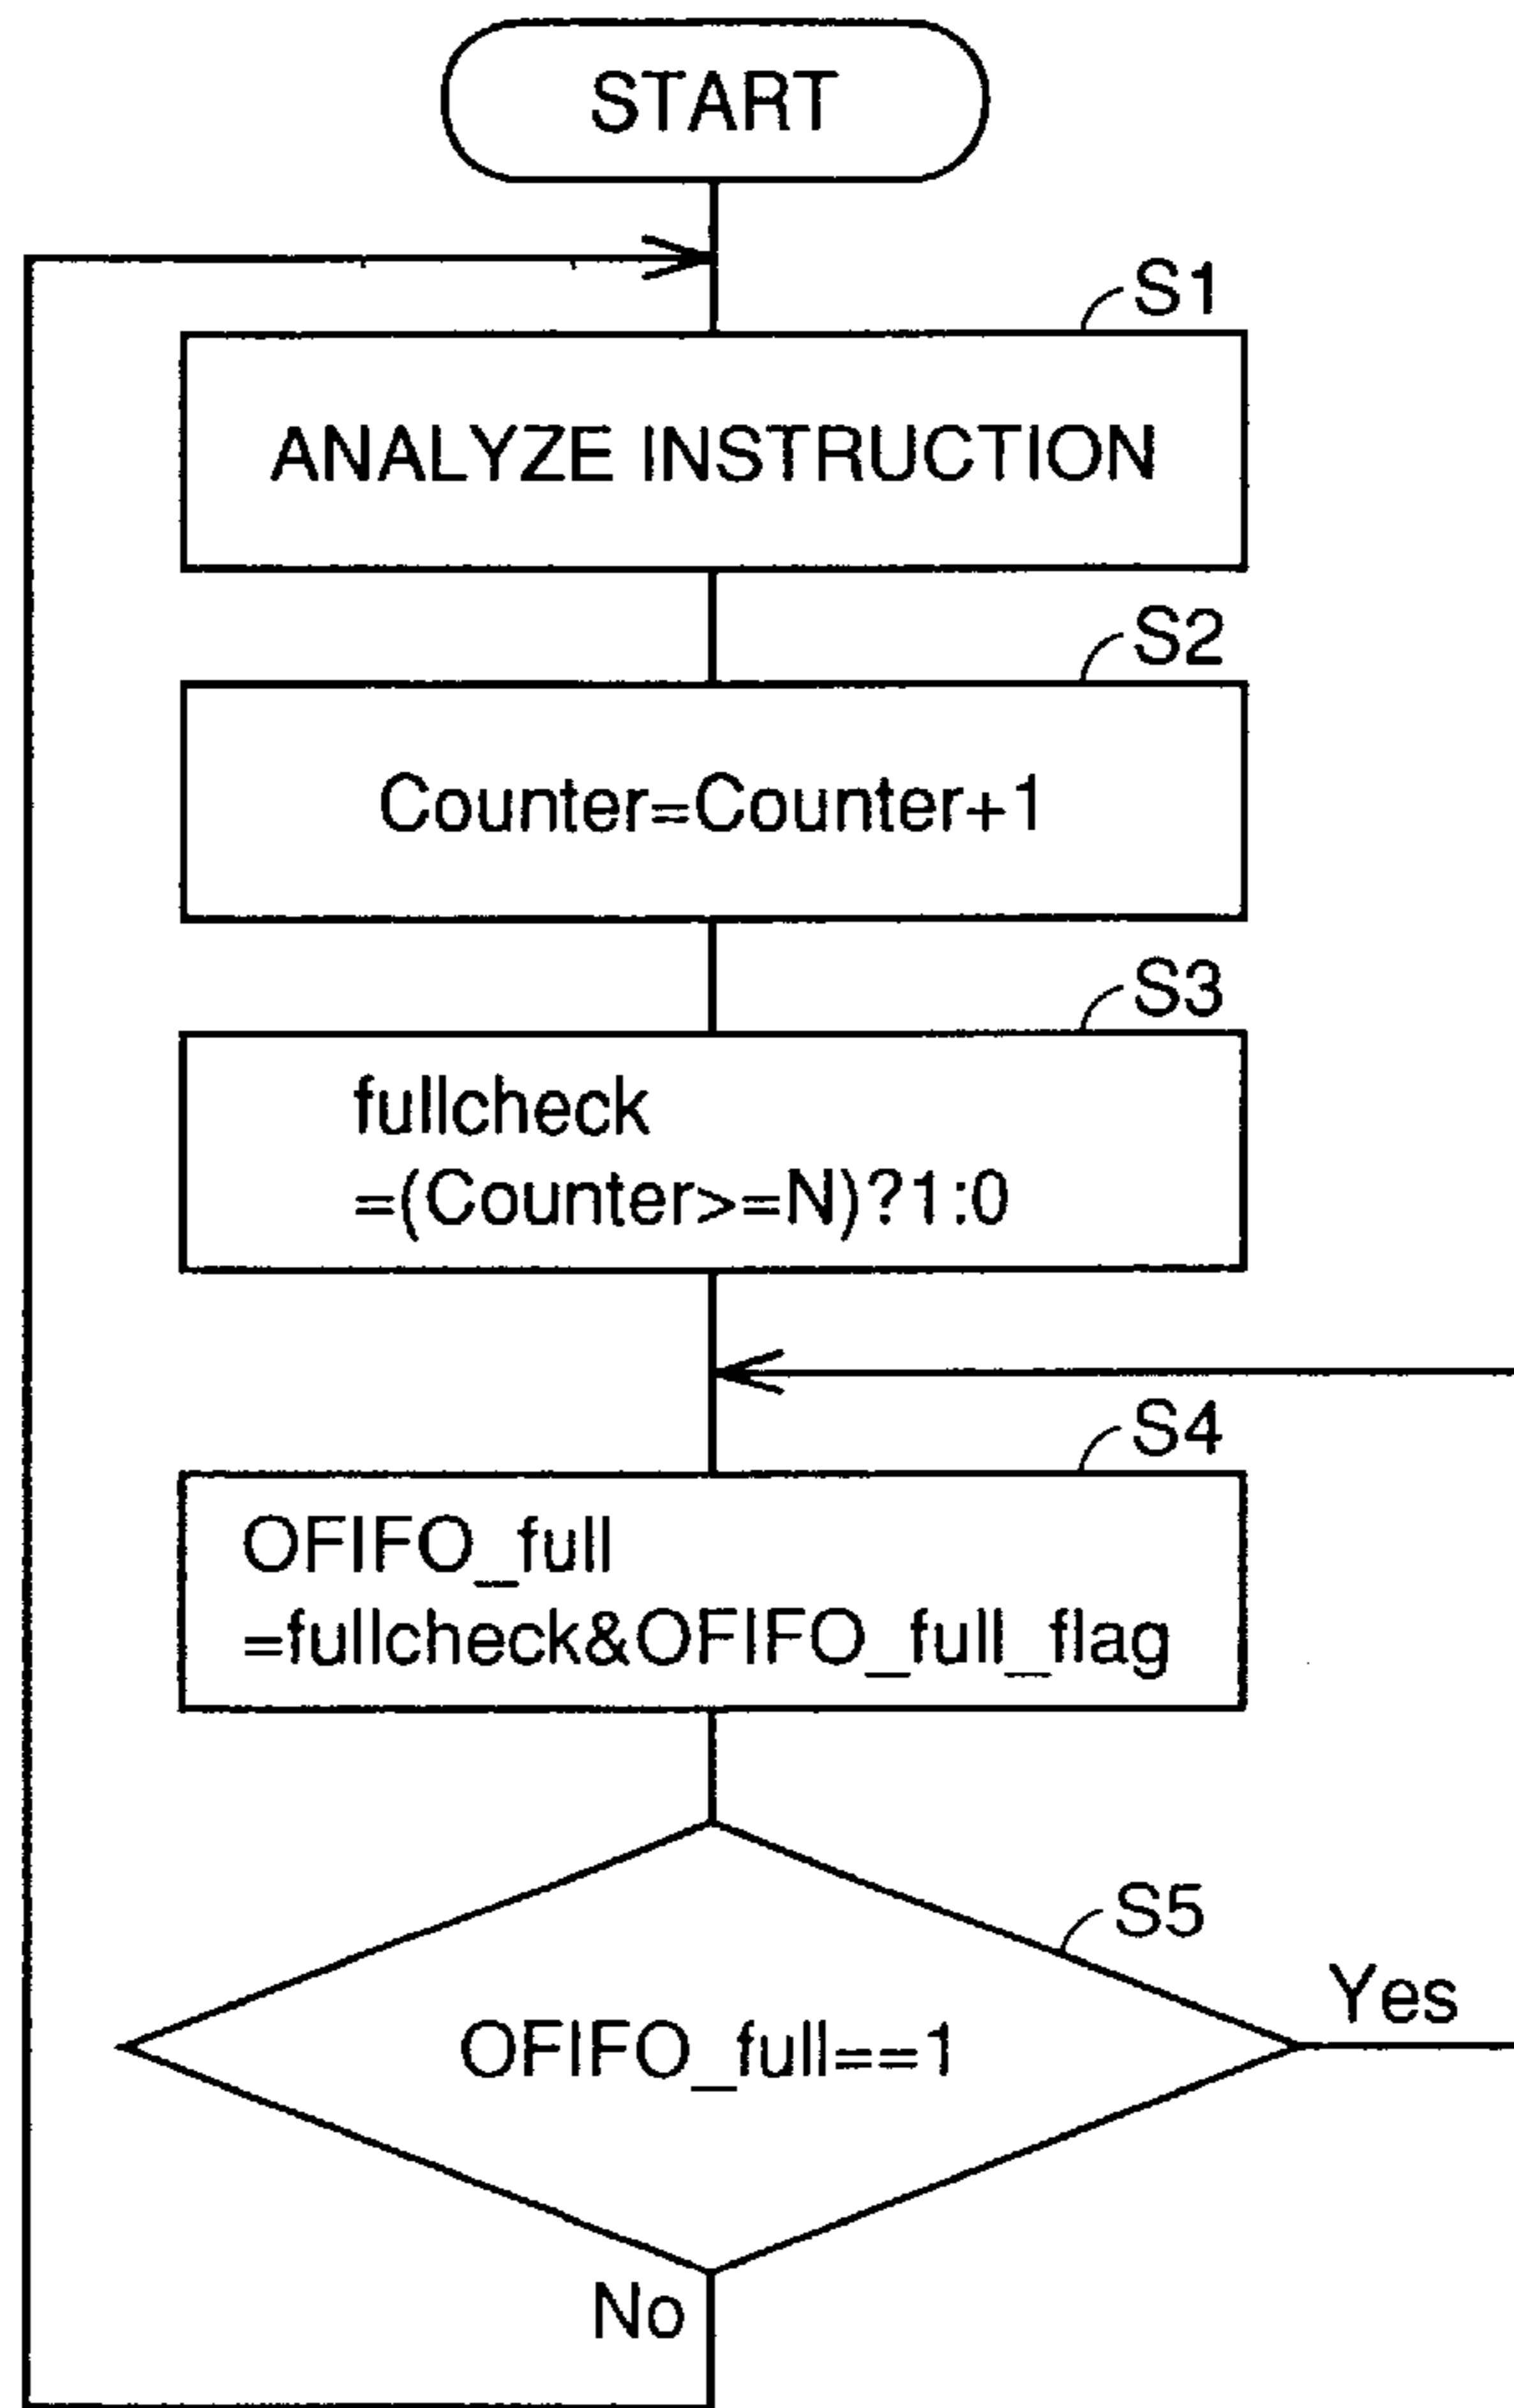 START
S1
ANALYZE INSTRUCTION
S2
Counter=Counter+1
S3
fullcheck
=(Counter>=N)?1:0
S4
OFIFO_full
=fullcheck&OFIFO_full_flag
S5
Yes
OFIFO_full==1
No